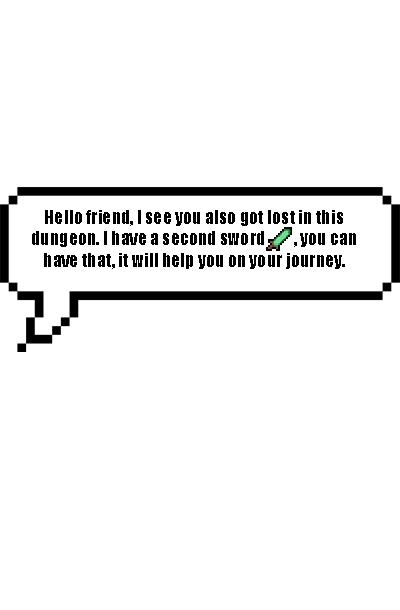 Hello friend, I see you also got lost in this
dungeon. I have a second sword , you can
have that, it will help you on your journey.